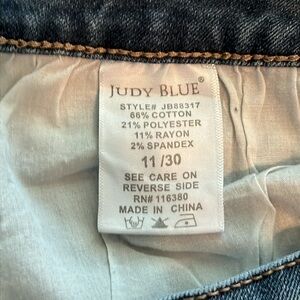 JUDY BLUE®
STYLE# JB88317
66% COTTON
21% POLYESTER
11% RAYON
2% SPANDEX
11/30
SEE CARE ON
REVERSE SIDE
RN# 116380
MADE IN CHINA